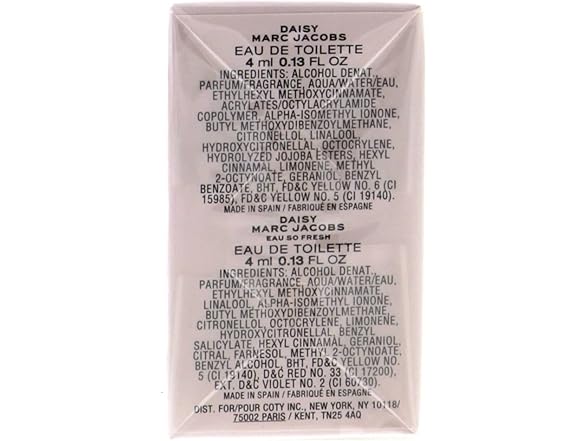 DAISY
MARC JACOBS
EAU DE TOILETTE
4 ml 0.13 FL OZ
INGREDIENTS: ALCOHOL DENAT.,
PARFUM/FRAGRANCE, AQUA/WATER/EAU,
ETHYLHEXYL METHOXYCINNAMATE,
ACRYLATES/OCTYLACRYLAMIDE
COPOLYMER, ALPHA-ISOMETHYL IONONE,
BUTYL METHOXYDIBENZOYLMETHANE,
CITRONELLOL, LINALOOL,
HYDROXYCITRONELLAL, OCTOCRYLENE,
HYDROLYZED JOJOBA ESTERS, HEXYL
CINNAMAL, LIMONENE, METHYL
2-OCTYNOATE, GERANIOL, BENZYL
BENZOATE, BHT, FD&C YELLOW NO. 6 (CI
15985), FD&C YELLOW NO. 5 (CI 19140).
MADE IN SPAIN / FABRIQUÉ EN ESPAGNE
DAISY
MARC JACOBS
EAU SO FRESH
EAU DE TOILETTE
4 ml 0.13 FL OZ
INGREDIENTS: ALCOHOL DENAT.,
PARFUM/FRAGRANCE, AQUA/WATER/EAU,
ETHYLHEXYL METHOXYCINNAMATE,
LINALOOL, ALPHA-ISOMETHYL IONONE,
BUTYL METHOXYDIBENZOYLMETHANE,
CITRONELLOL, OCTOCRYLENE, LIMONENE,
HYDROXYCITRONELLAL, BENZYL
SALICYLATE, HEXYL CINNAMAL, GERANIOL,
CITRAL, FARNESOL, METHYL 2-OCTYNOATE,
BENZYL ALCOHOL, BHT, FD&C YELLOW NO.
5 (CI 19140), D&C RED NO. 33 (CI 17200),
EXT. D&C VIOLET NO. 2 (CI 60730).
MADE IN SPAIN / FABRIQUÉ EN ESPAGNE
DIST. FOR/POUR COTY INC., NEW YORK, NY 10118/
75002 PARIS / KENT, TN25 4AQ